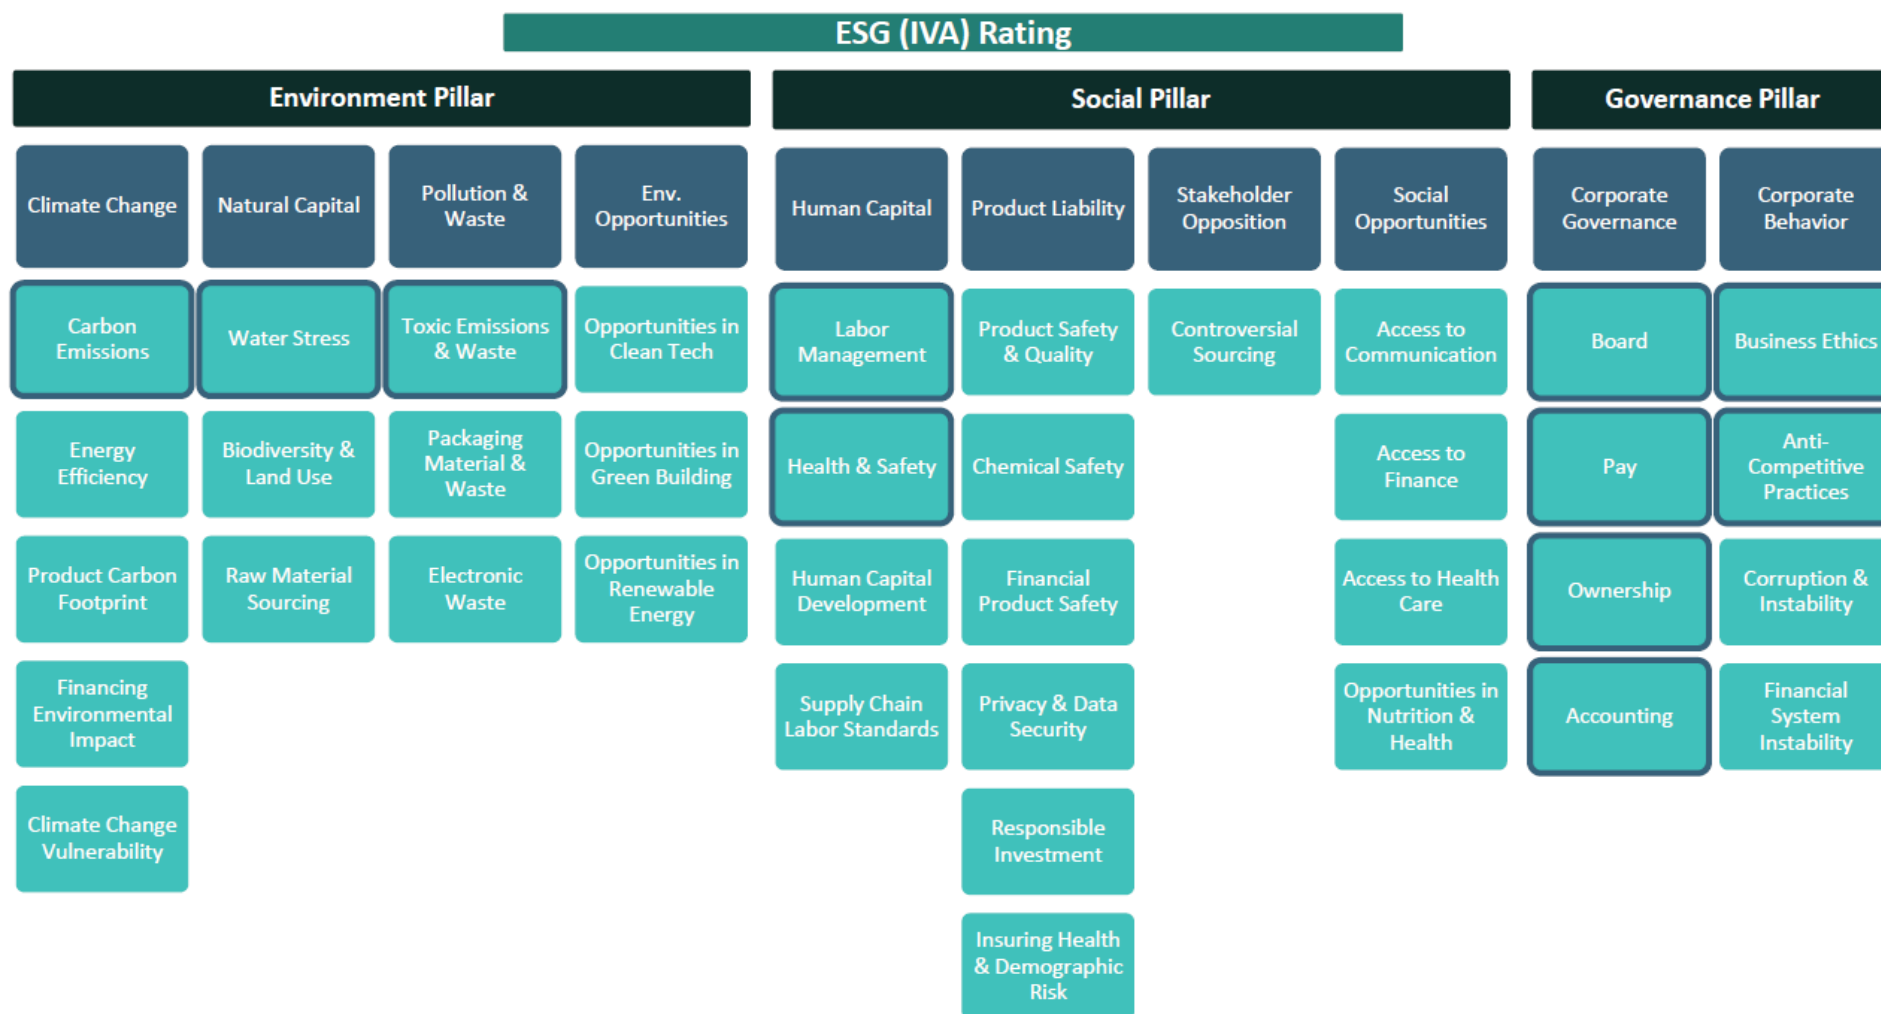 ESG (IVA) Rating
Environment Pillar
Social Pillar
Governance Pillar
Climate Change
Natural Capital
Pollution &
Waste
Env.
Opportunities
Human Capital
Product Liability
Stakeholder
Opposition
Social
Opportunities
Corporate
Governance
Corporate
Behavior
Carbon
Emissions
Water Stress
Toxic Emissions
& Waste
Opportunities in
Clean Tech
Labor
Management
Product Safety
& Quality
Controversial
Sourcing
Access to
Communication
Board
Business Ethics
Energy
Efficiency
Biodiversity &
Land Use
Packaging
Material &
Waste
Opportunities in
Green Building
Health & Safety
Chemical Safety
Access to
Finance
Pay
Anti-
Competitive
Practices
Product Carbon
Footprint
Raw Material
Sourcing
Electronic
Waste
Opportunities in
Renewable
Energy
Human Capital
Development
Financial
Product Safety
Access to Health
Care
Ownership
Corruption &
Instability
Financing
Environmental
Impact
Supply Chain
Labor Standards
Privacy & Data
Security
Opportunities in
Nutrition &
Health
Accounting
Financial
System
Instability
Climate Change
Vulnerability
Responsible
Investment
Insuring Health
& Demographic
Risk